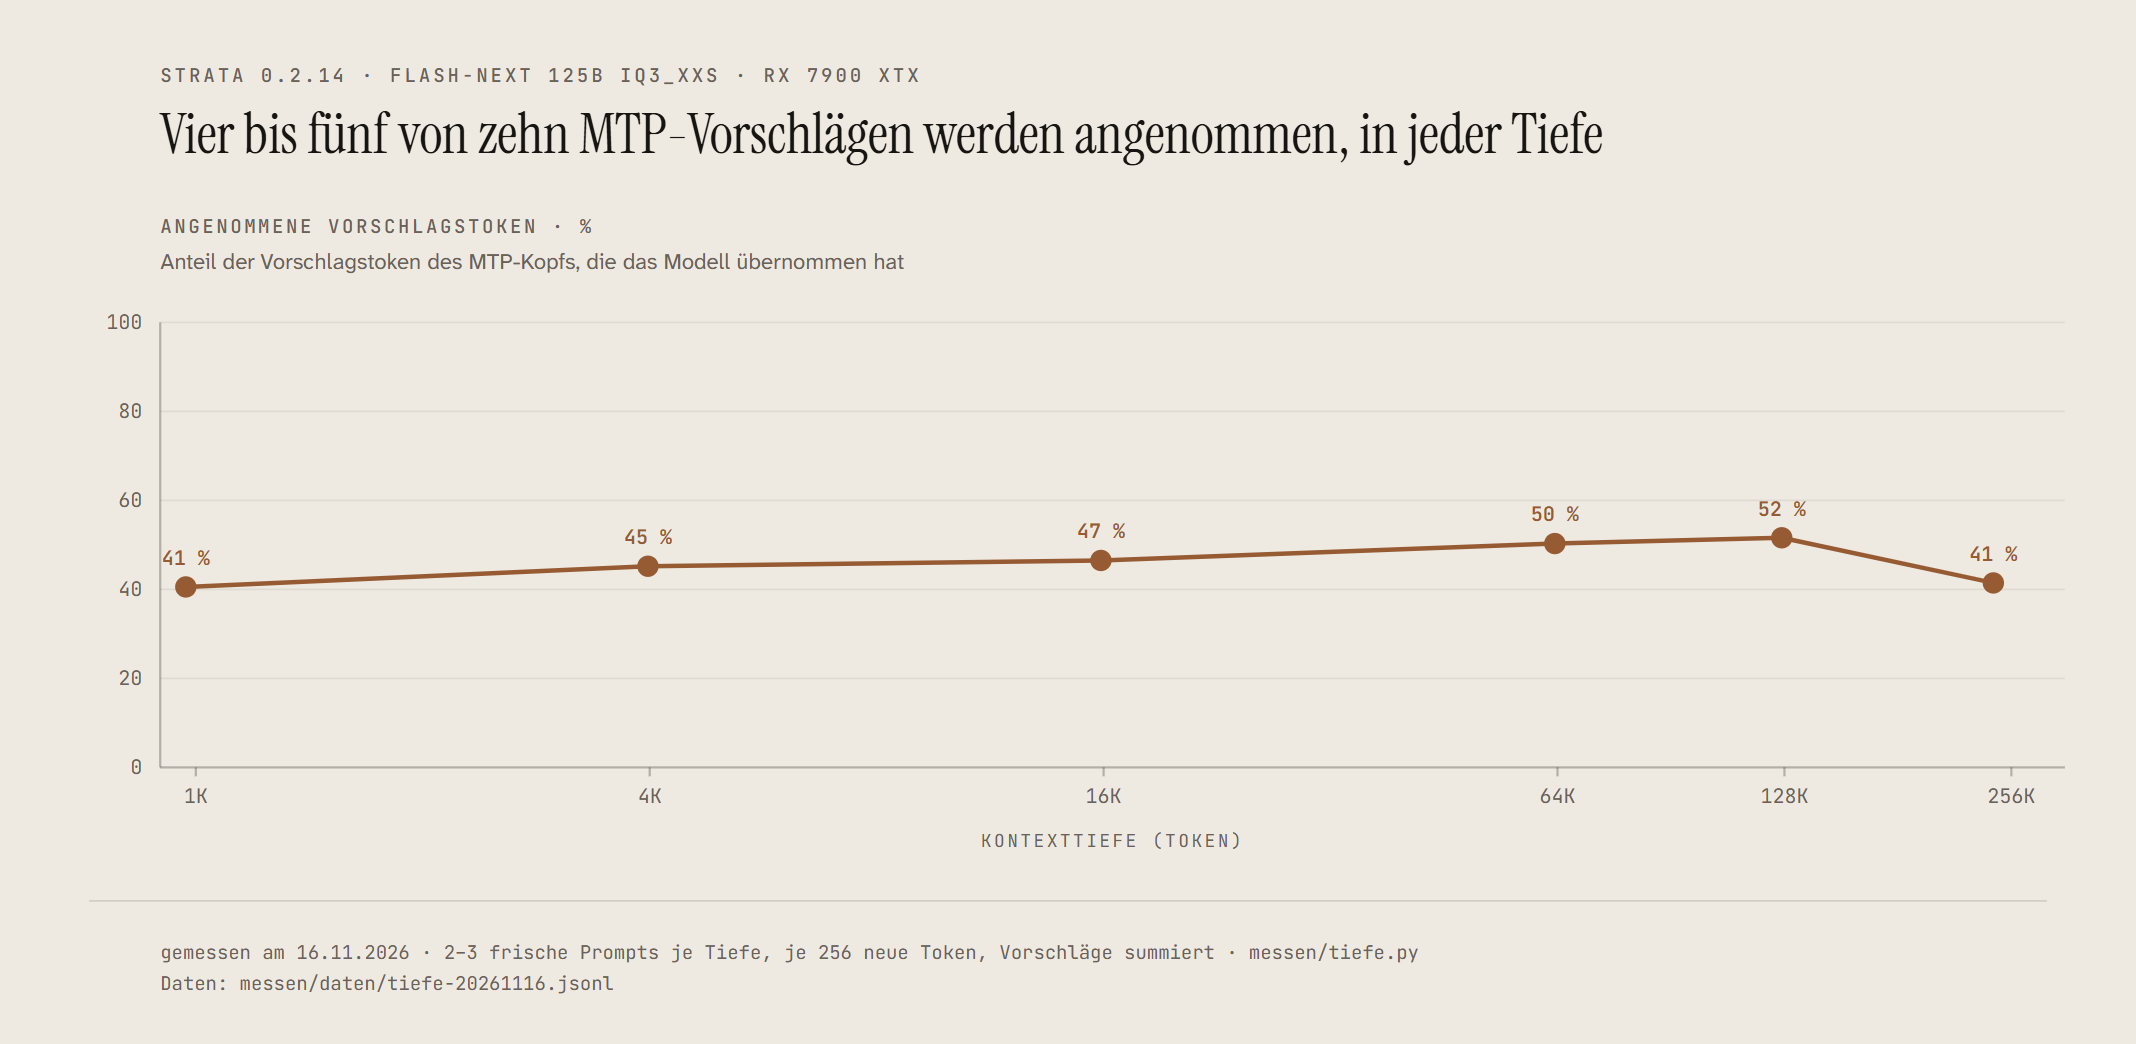 STRATA 0.2.14 · FLASH-NEXT 125B IQ3_XXS · RX 7900 XTX
Vier bis fünf von zehn MTP-Vorschlägen werden angenommen, in jeder Tiefe
ANGENOMMENE VORSCHLAGSTOKEN · %
Anteil der Vorschlagstoken des MTP-Kopfs, die das Modell übernommen hat
100
80
60
40
20
0
41 %
45 %
47 %
50 %
52 %
41 %
1K
4K
16K
64K
128K
256K
KONTEXTTIEFE (TOKEN)
gemessen am 16.11.2026 · 2–3 frische Prompts je Tiefe, je 256 neue Token, Vorschläge summiert · messen/tiefe.py
Daten: messen/daten/tiefe-20261116.jsonl